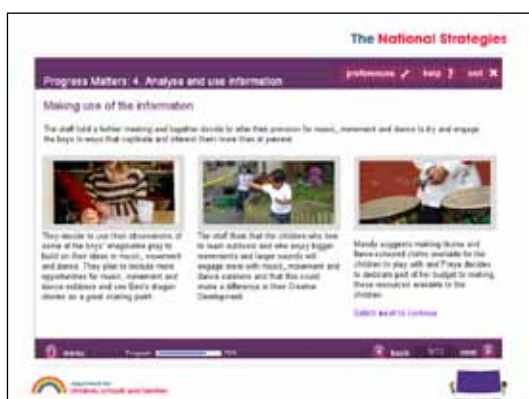 The National Strategies
Progress Matters: 4. Analyse and use information
preferences help ? exit ✖
Making use of the information
The staff hold a further meeting and together decide to alter their provision for music, movement and dance to try and engage
the boys in ways that captivate and interest them more than at present.
They decide to use their observations of
some of the boys' imaginative play to
build on their ideas in music, movement
and dance. They plan to include more
opportunities for music, movement and
dance outdoors and use dragon
stories as a great starting point.
The staff think that the children who love
to learn outdoors and who enjoy bigger
movements and larger sounds will
engage more with music, movement and
dance outdoors and that this could
make a difference in their Creative
Development.
suggests making drums and
flame coloured cloths available for the
children to play with and decides
to dedicate part of her budget to making
these resources available to the
children.
Select next to continue
menu Progress back next
department for
children, schools and families